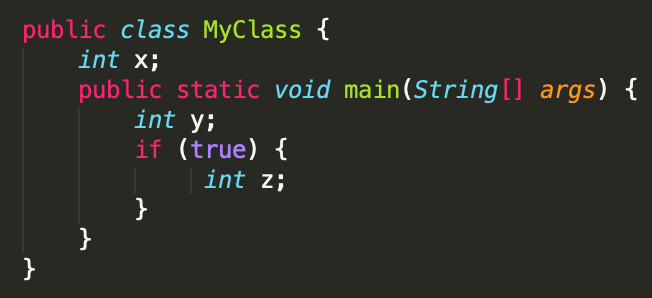 public class MyClass {
    int x;
    public static void main(String[] args) {
        int y;
        if (true) {
             int z;
        }
    }
}